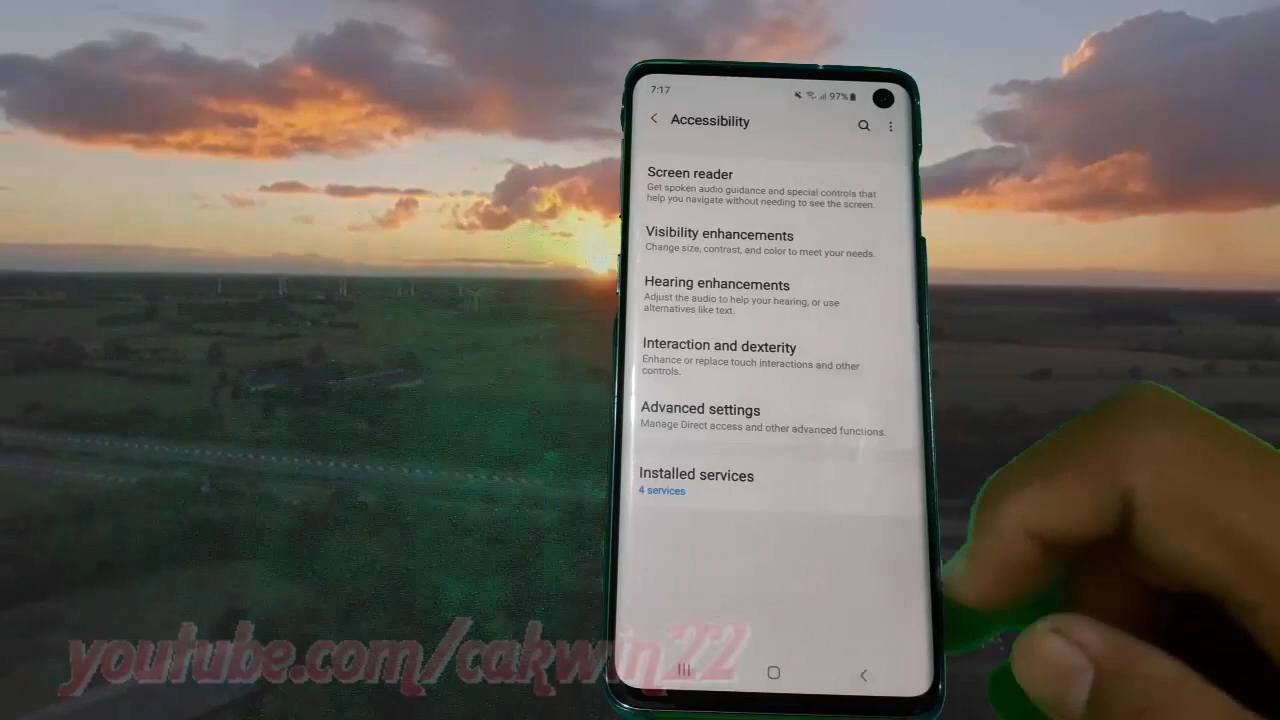 7:17
97%
Accessibility
Screen reader
Get spoken audio guidance and special controls that
help you navigate without needing to see the screen.
Visibility enhancements
Change size, contrast, and color to meet your needs.
Hearing enhancements
Adjust the audio to help your hearing, or use
alternatives like text.
Interaction and dexterity
Enhance or replace touch interactions and other
controls.
Advanced settings
Manage Direct access and other advanced functions.
Installed services
4 services
youtube.com/cakwin22